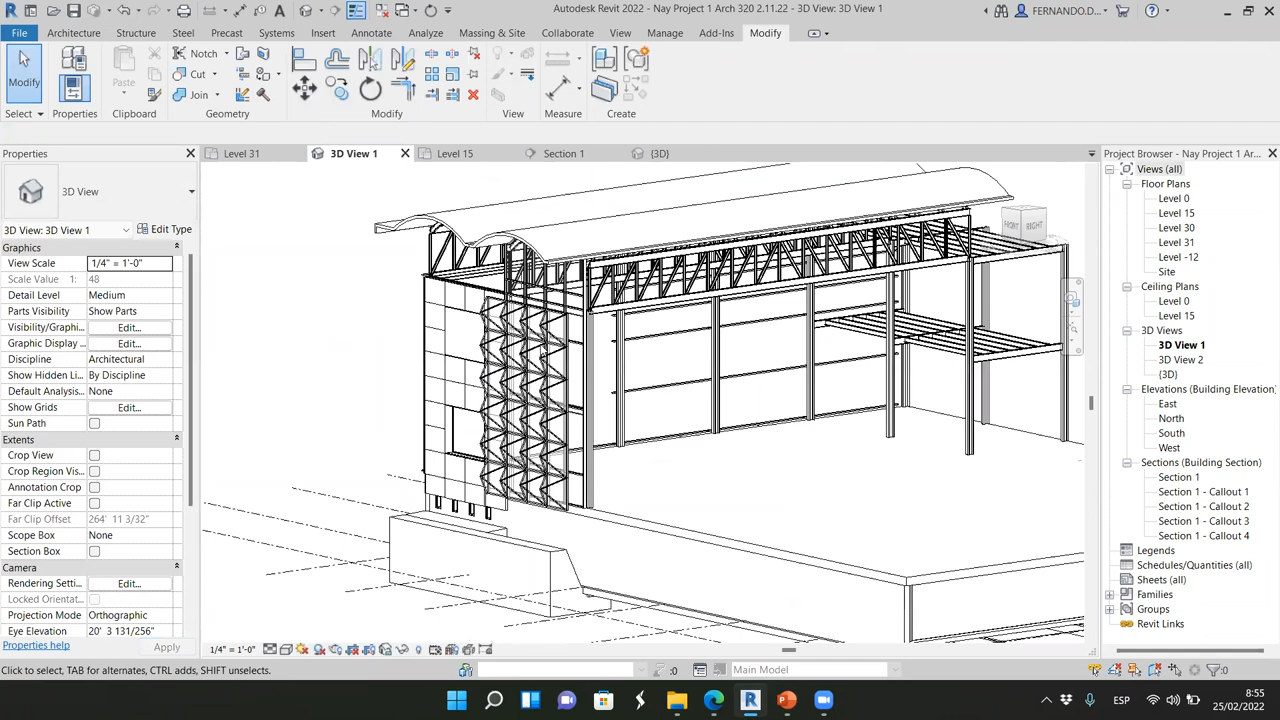 Autodesk Revit 2022 - Nay Project 1 Arch 320 2.11.22 - 3D View: 3D View 1
FERNANDO.D...
File Architecture Structure Steel Precast Systems Insert Annotate Analyze Massing & Site Collaborate View Manage Add-Ins Modify
Modify
Paste
Notch
Cut
Join
Select Properties Clipboard Geometry Modify View Measure Create
Properties
Level 31
3D View 1
Level 15
Section 1
{3D}
Project Browser - Nay Project 1 Ar...
3D View
3D View: 3D View 1
Edit Type
Graphics
View Scale 1/4" = 1'-0"
Scale Value 1: 48
Detail Level Medium
Parts Visibility Show Parts
Visibility/Graphi... Edit...
Graphic Display ... Edit...
Discipline Architectural
Show Hidden Li... By Discipline
Default Analysis... None
Show Grids Edit...
Sun Path
Extents
Crop View
Crop Region Vis...
Annotation Crop
Far Clip Active
Far Clip Offset 264' 11 3/32"
Scope Box None
Section Box
Camera
Rendering Setti... Edit...
Locked Orientat...
Projection Mode Orthographic
Eye Elevation 20' 3 131/256"
Properties help
Apply
FRONT RIGHT
Views (all)
Floor Plans
Level 0
Level 15
Level 30
Level 31
Level -12
Site
Ceiling Plans
Level 0
Level 15
3D Views
3D View 1
3D View 2
{3D}
Elevations (Building Elevation)
East
North
South
West
Sections (Building Section)
Section 1
Section 1 - Callout 1
Section 1 - Callout 2
Section 1 - Callout 3
Section 1 - Callout 4
Legends
Schedules/Quantities (all)
Sheets (all)
Families
Groups
Revit Links
1/4" = 1'-0"
Click to select, TAB for alternates, CTRL adds, SHIFT unselects.
:0
Main Model
:0
ESP
8:55
25/02/2022